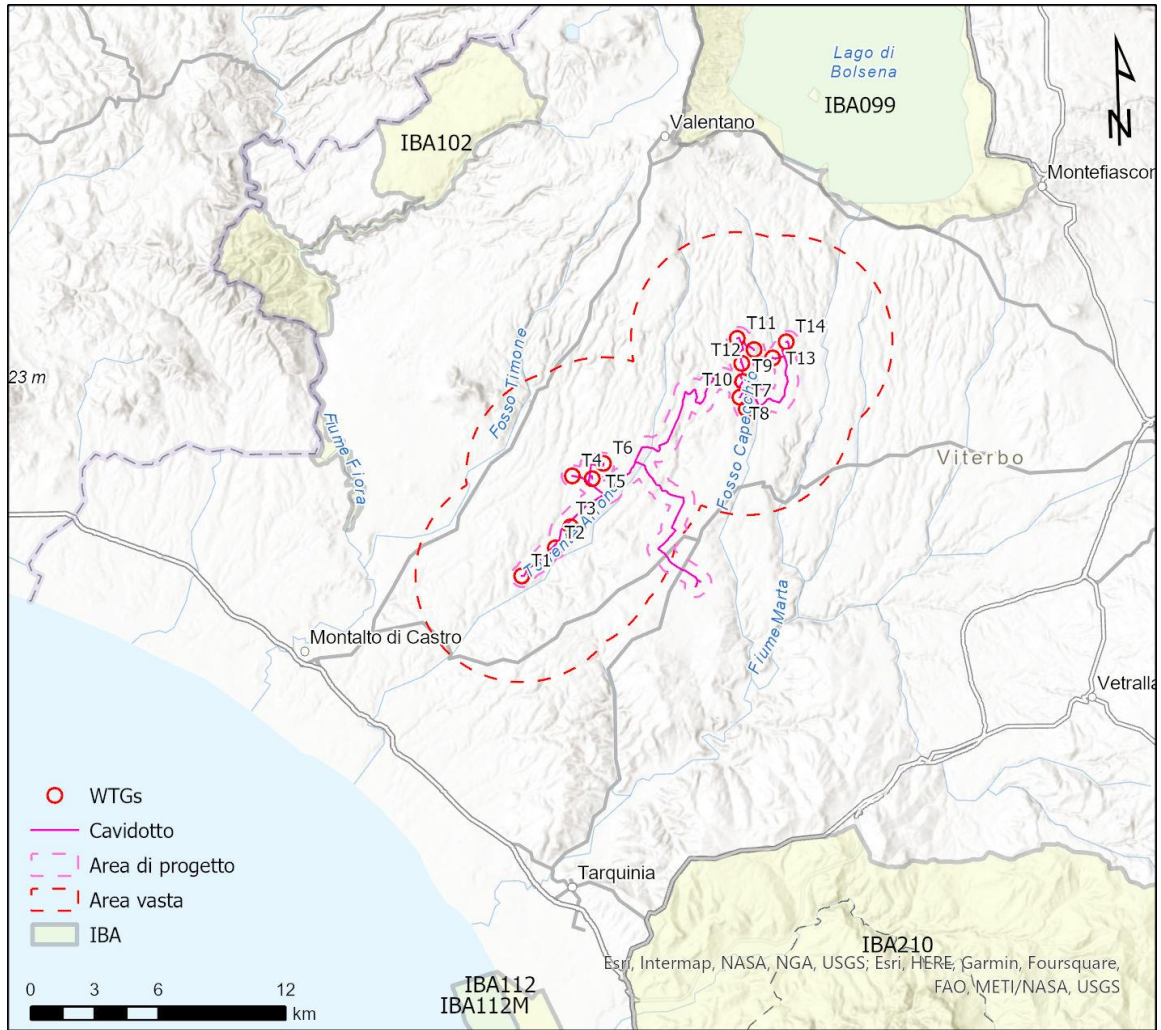 Lago di
Bolsena
IBA099
N
IBA102
Valentano
Montefiascon
T11
T14
T12
T9
T13
T10
T7
T8
23 m
Fosso Timone
Fiume Fiora
Fosso Capecchio
Viterbo
T6
T4
T5
T3
T2
T1
Fiume Marta
Montalto di Castro
Vetralla
WTGs
Cavidotto
Area di progetto
Area vasta
IBA
Tarquinia
IBA210
Esri, Intermap, NASA, NGA, USGS; Esri, HERE, Garmin, Foursquare,
FAO, METI/NASA, USGS
IBA112
IBA112M
0 3 6 12
km